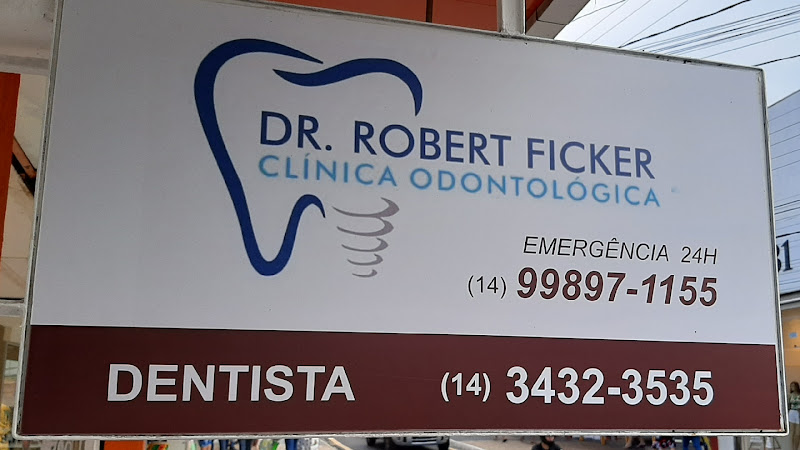 DR. ROBERT FICKER
CLÍNICA ODONTOLÓGICA
EMERGÊNCIA 24H
(14) 99897-1155
DENTISTA (14) 3432-3535